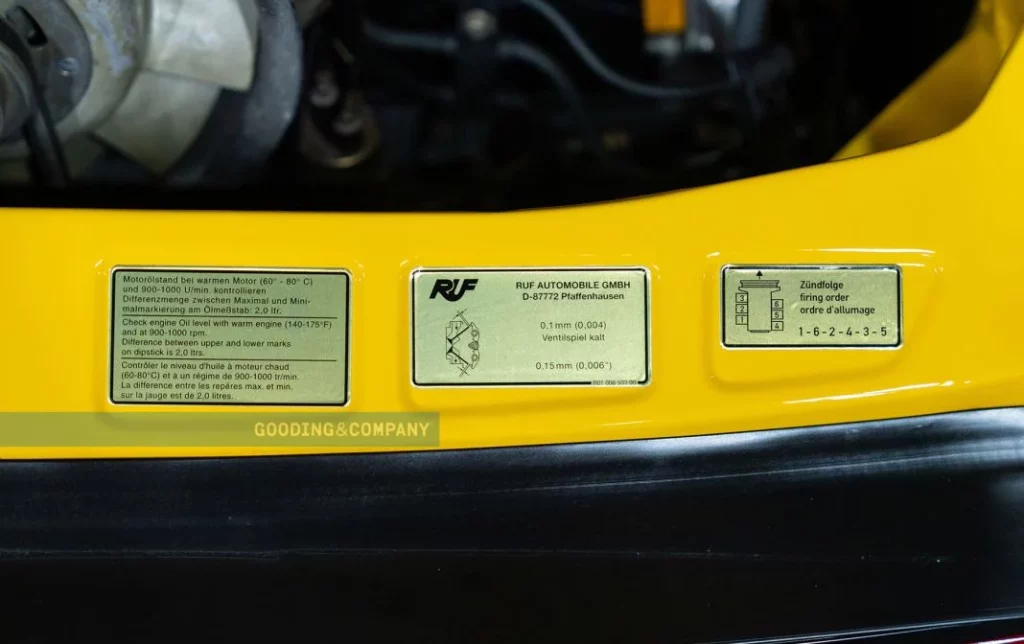 Motorölstand bei warmen Motor (60° - 80° C)
und 900-1000 U/min. kontrollieren
Differenzmenge zwischen Maximal und Mini-
malmarkierung am Ölmeßstab: 2,0 ltr.
Check engine Oil level with warm engine (140-175°F)
and at 900-1000 rpm.
Difference between upper and lower marks
on dipstick is 2,0 ltrs.
Contrôler le niveau d'huile à moteur chaud
(60-80°C) et à un régime de 900-1000 tr/min.
La différence entre les repères max. et min.
sur la jauge est de 2,0 litres.
RUF
RUF AUTOMOBILE GMBH
D-87772 Pfaffenhausen
0.1mm (0,004)
Ventilspiel kalt
0.15mm (0,006")
Zündfolge
firing order
ordre d'allumage
1-6-2-4-3-5
3
2
1
6
5
4
GOODING&COMPANY